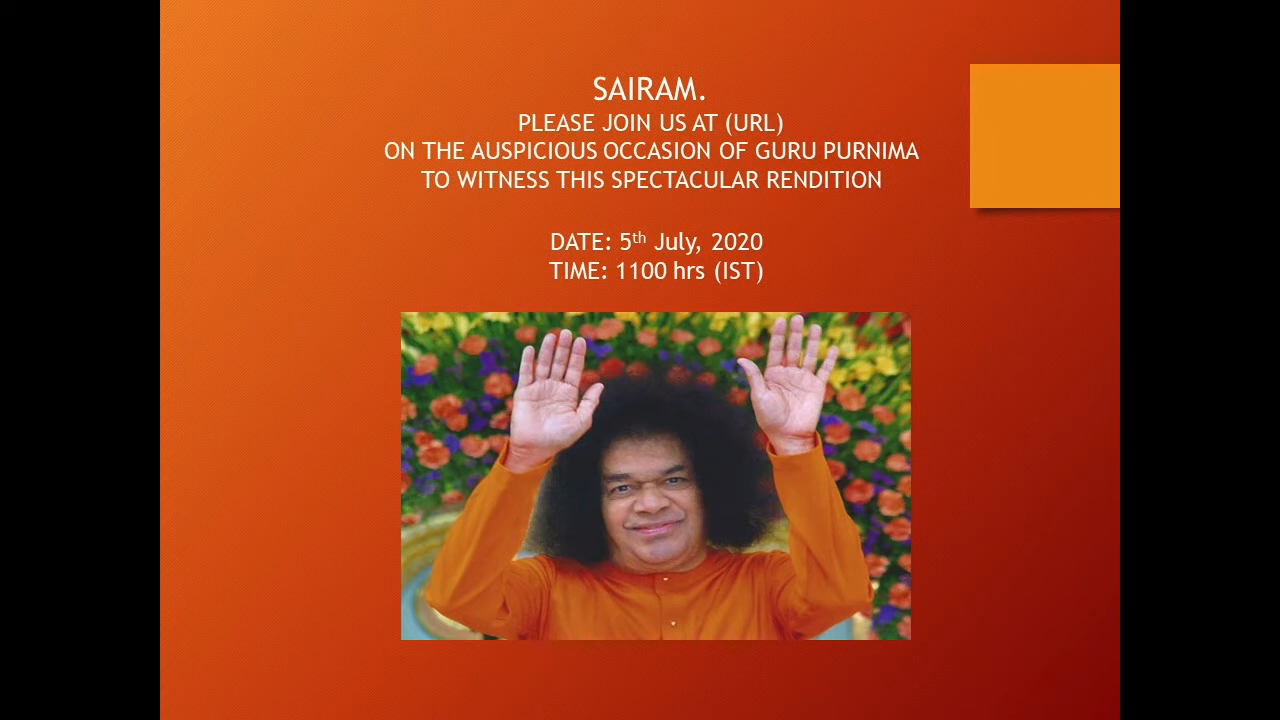 SAIRAM.
PLEASE JOIN US AT (URL)
ON THE AUSPICIOUS OCCASION OF GURU PURNIMA
TO WITNESS THIS SPECTACULAR RENDITION
DATE: 5th July, 2020
TIME: 1100 hrs (IST)